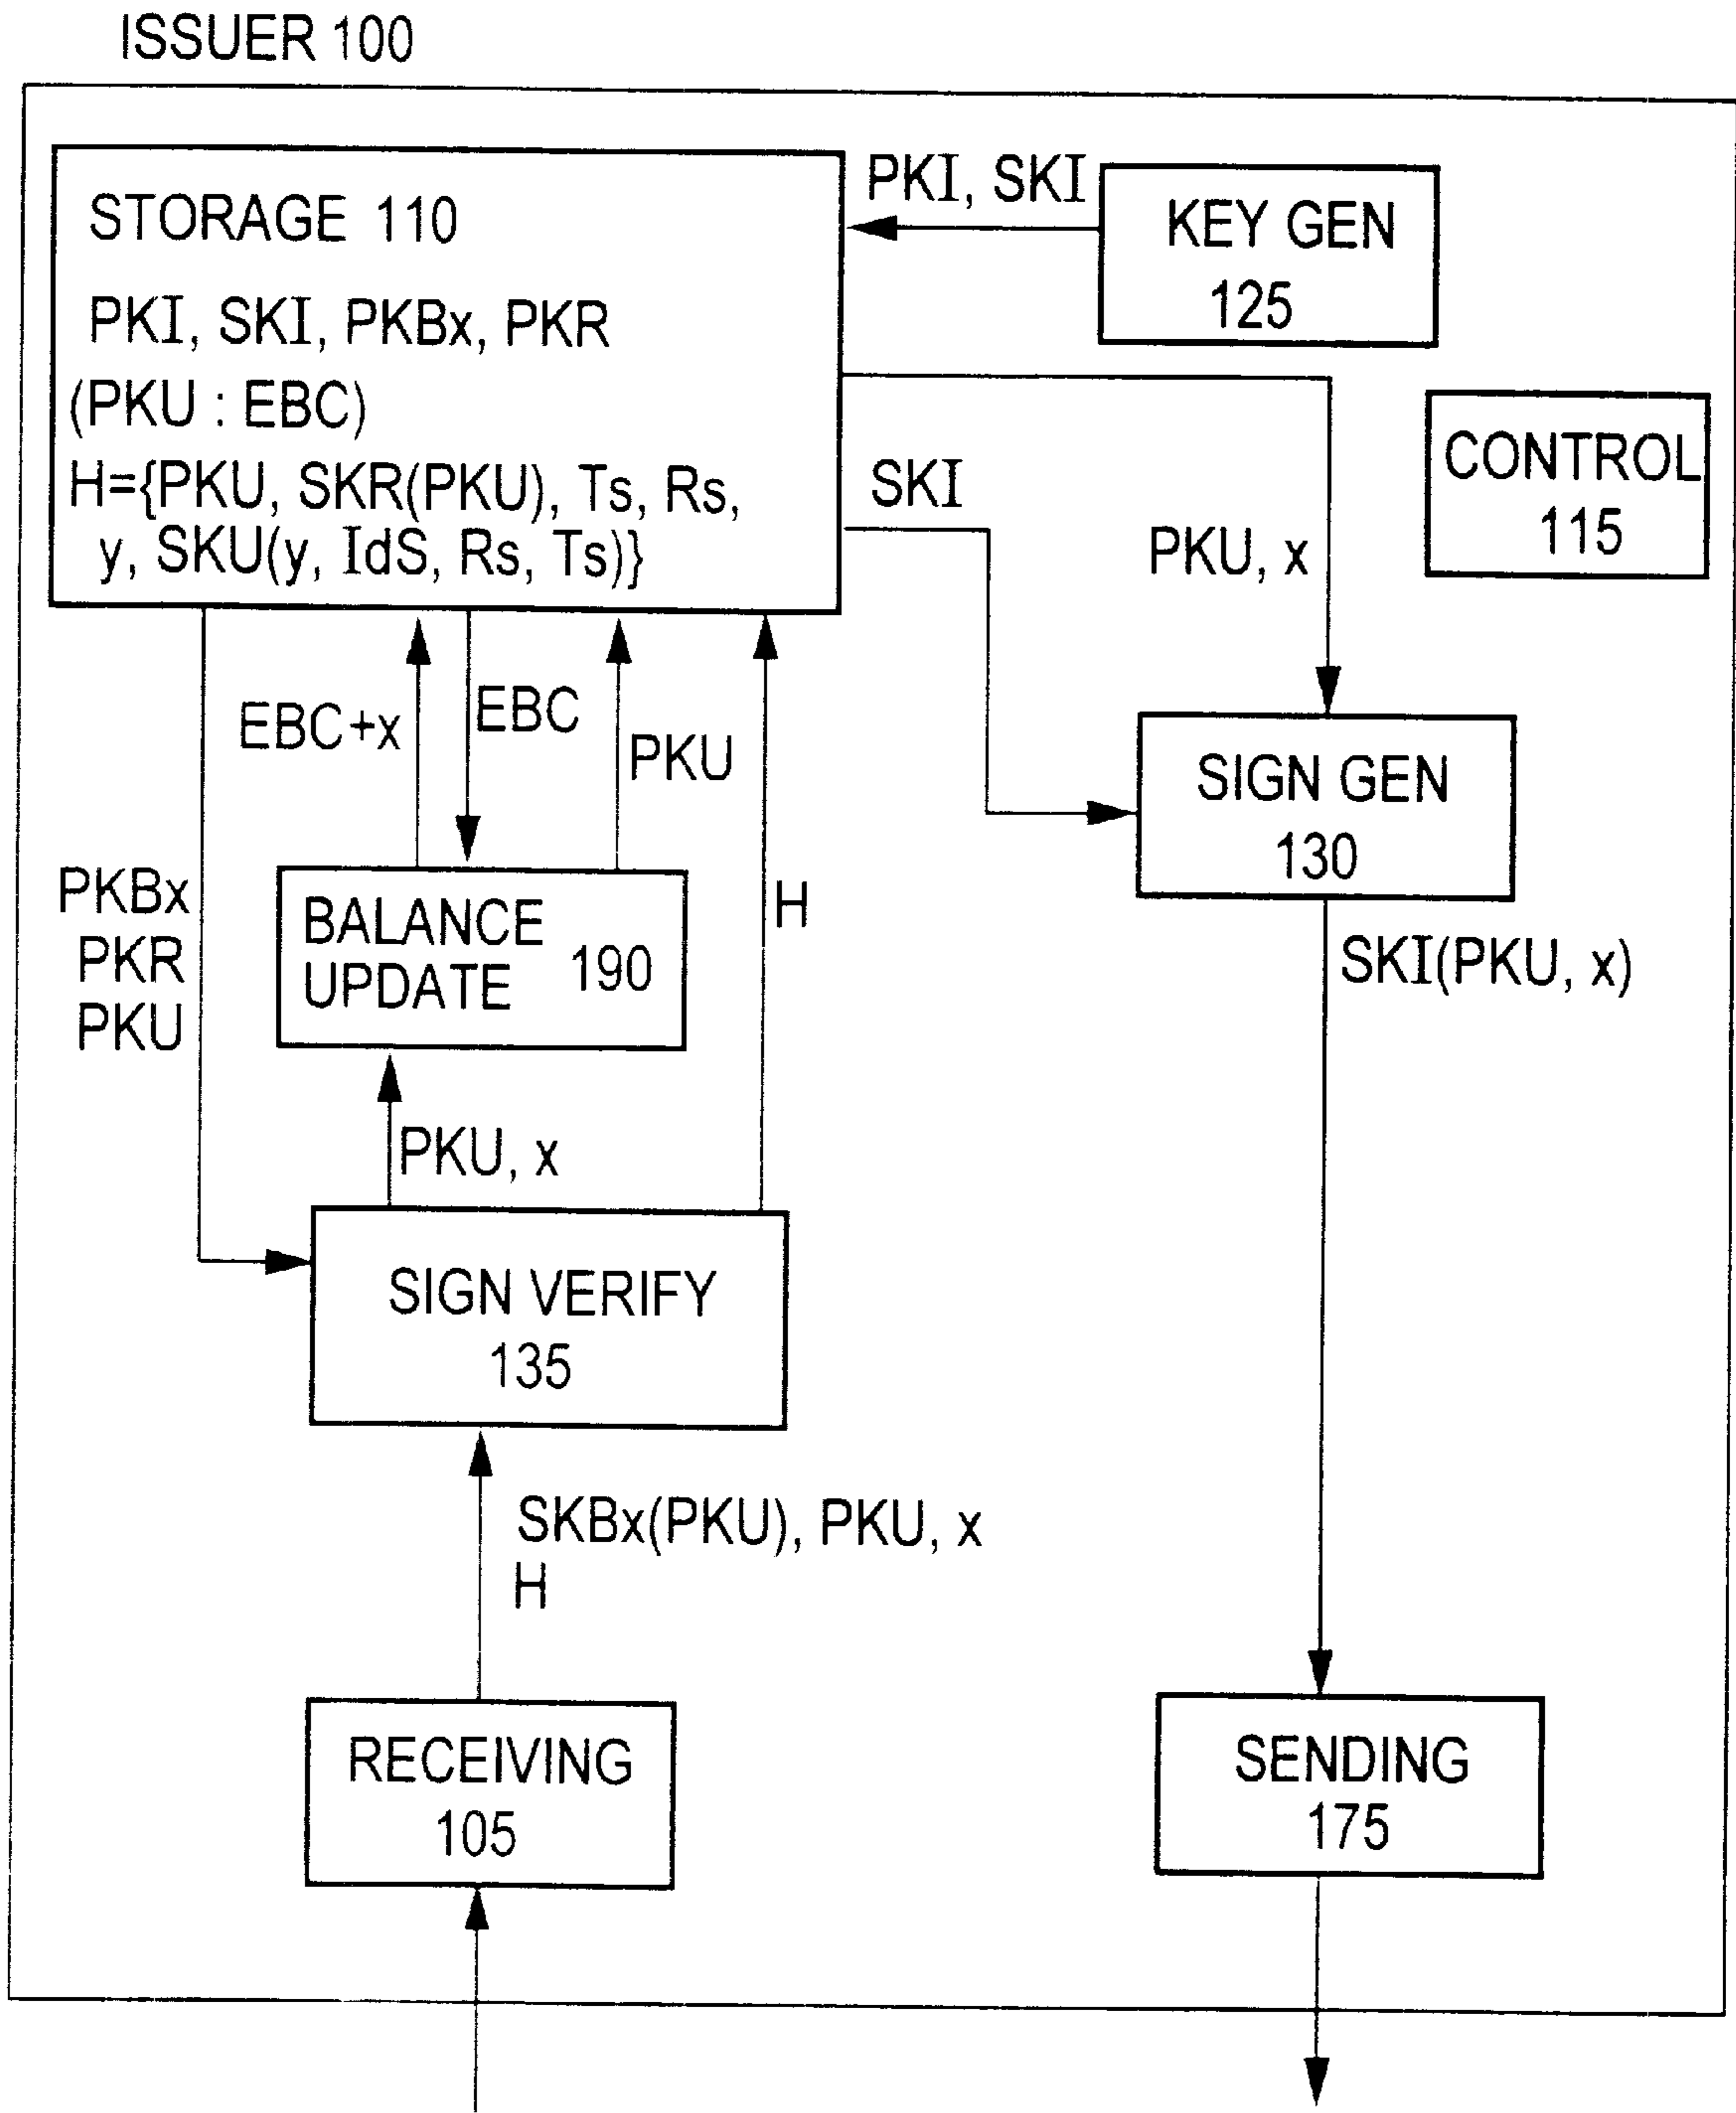 ISSUER 100
STORAGE 110
PKI, SKI, PKBx, PKR
(PKU : EBC)
H={PKU, SKR(PKU), Ts, Rs,
y, SKU(y, IdS, Rs, Ts)}
PKI, SKI
KEY GEN
125
CONTROL
115
SKI
PKU, x
EBC+x
EBC
PKU
SIGN GEN
130
PKBx
PKR
PKU
BALANCE
UPDATE
190
H
SKI(PKU, x)
PKU, x
SIGN VERIFY
135
SKBx(PKU), PKU, x
H
RECEIVING
105
SENDING
175